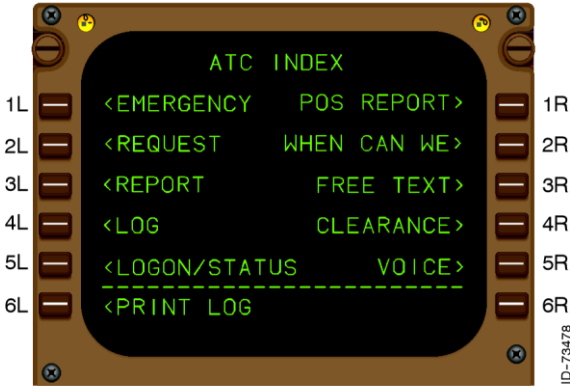 ATC INDEX
1L <EMERGENCY POS REPORT> 1R
2L <REQUEST WHEN CAN WE> 2R
3L <REPORT FREE TEXT> 3R
4L <LOG CLEARANCE> 4R
5L <LOGON/STATUS VOICE> 5R
6L <PRINT LOG 6R
ID-73478